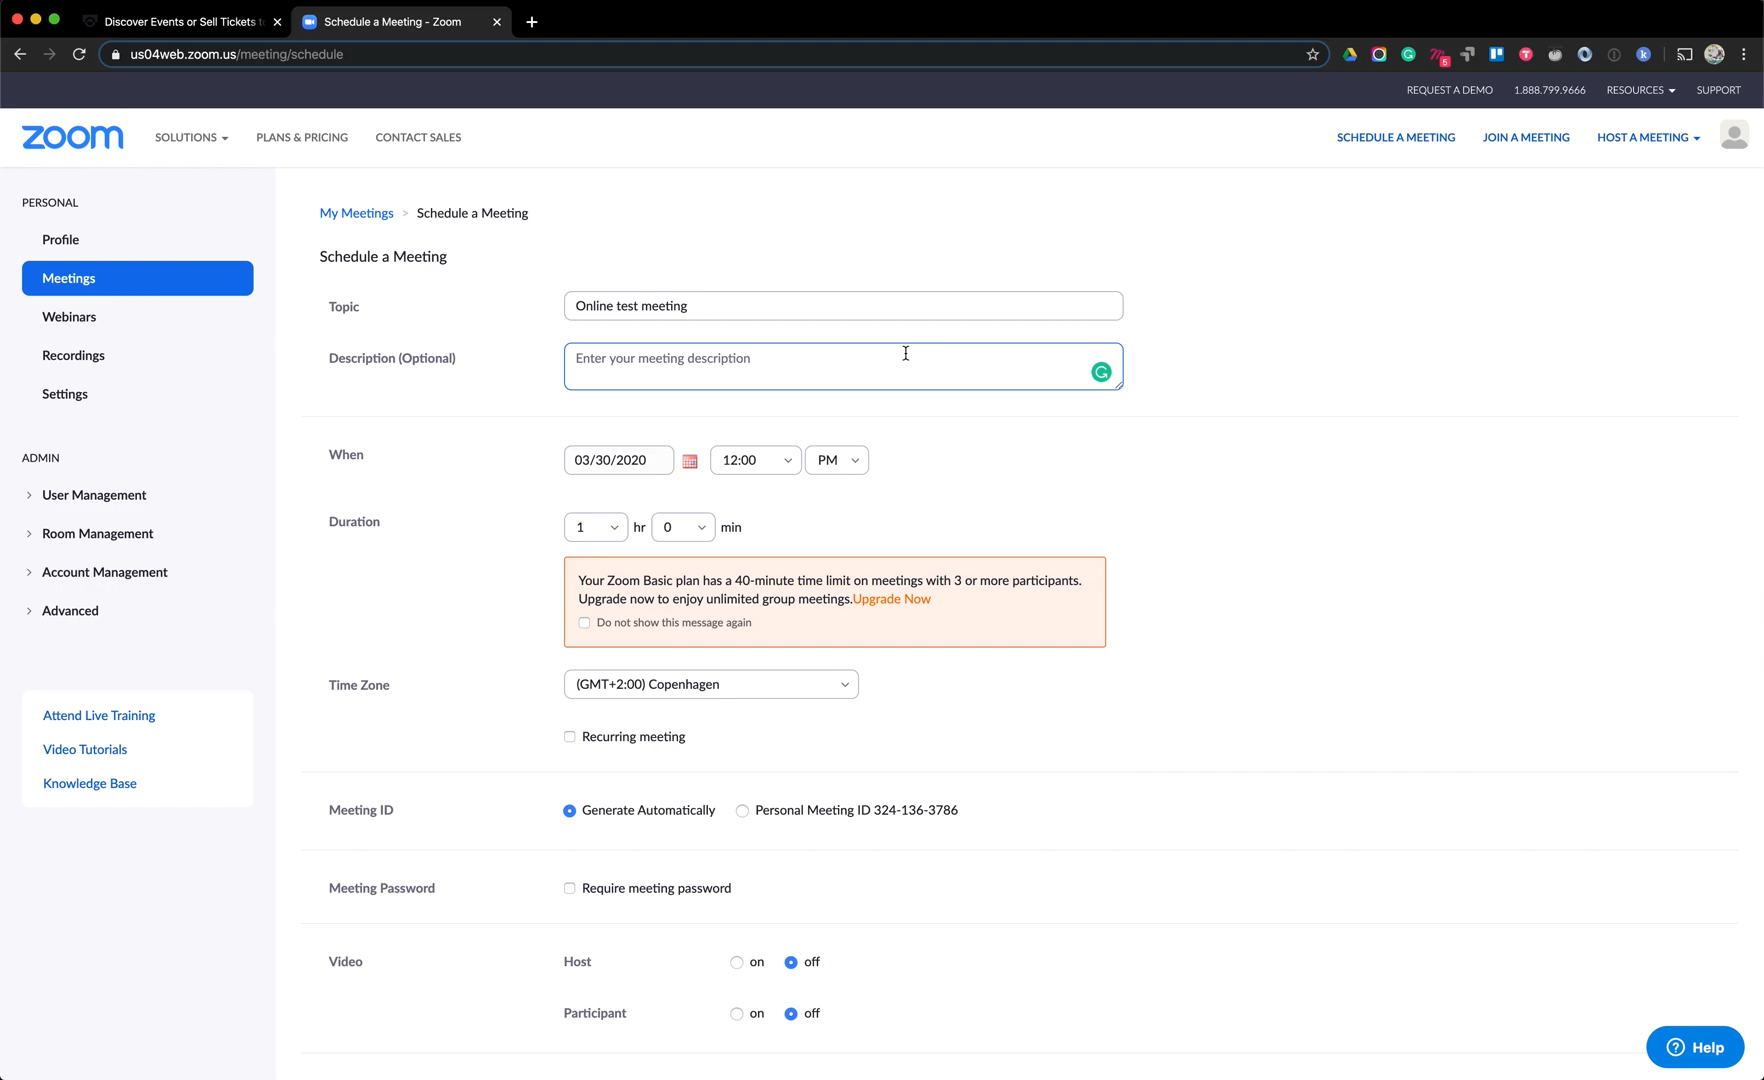 Discover Events or Sell Tickets t
Schedule a Meeting - Zoom
us04web.zoom.us/meeting/schedule
5
REQUEST A DEMO 1.888.799.9666 RESOURCES SUPPORT
zoom SOLUTIONS PLANS & PRICING CONTACT SALES SCHEDULE A MEETING JOIN A MEETING HOST A MEETING
PERSONAL
Profile
Meetings
Webinars
Recordings
Settings
ADMIN
User Management
Room Management
Account Management
Advanced
Attend Live Training
Video Tutorials
Knowledge Base
My Meetings > Schedule a Meeting
Schedule a Meeting
Topic Online test meeting
Description (Optional) Enter your meeting description
When 03/30/2020 12:00 PM
Duration 1 hr 0 min
Your Zoom Basic plan has a 40-minute time limit on meetings with 3 or more participants.
Upgrade now to enjoy unlimited group meetings.Upgrade Now
Do not show this message again
Time Zone (GMT+2:00) Copenhagen
Recurring meeting
Meeting ID Generate Automatically Personal Meeting ID 324-136-3786
Meeting Password Require meeting password
Video Host on off
Participant on off
Help